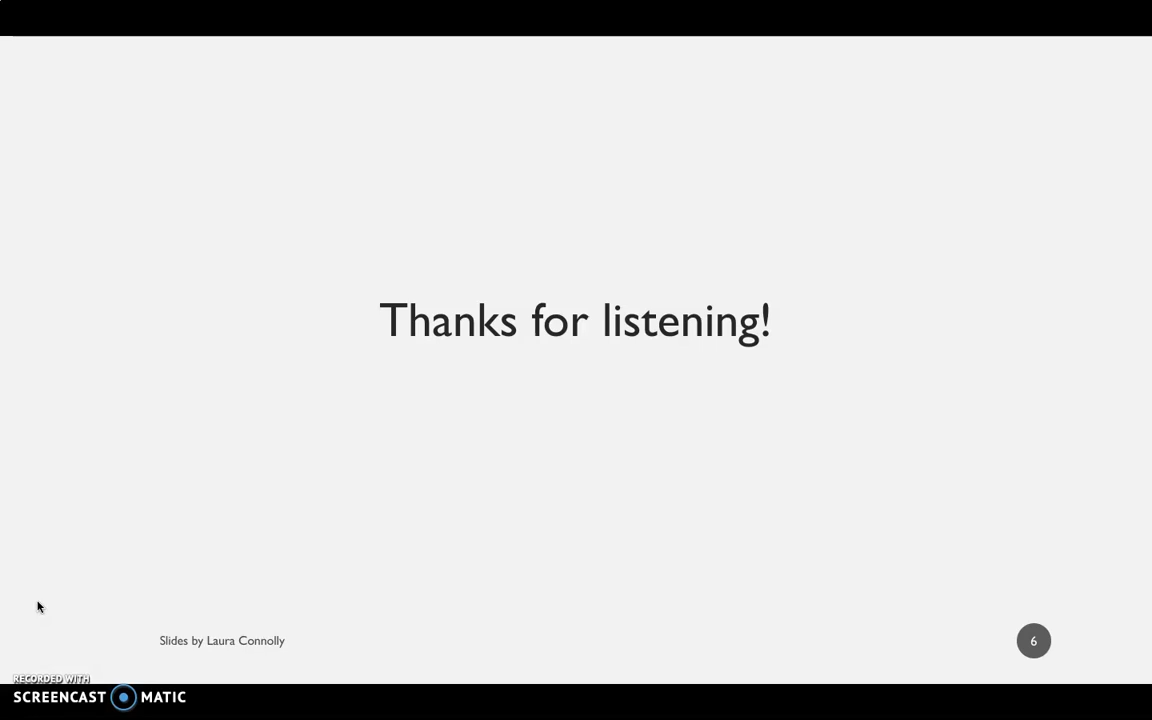 Thanks for listening!
Slides by Laura Connolly
6
RECORDED WITH
SCREENCAST MATIC